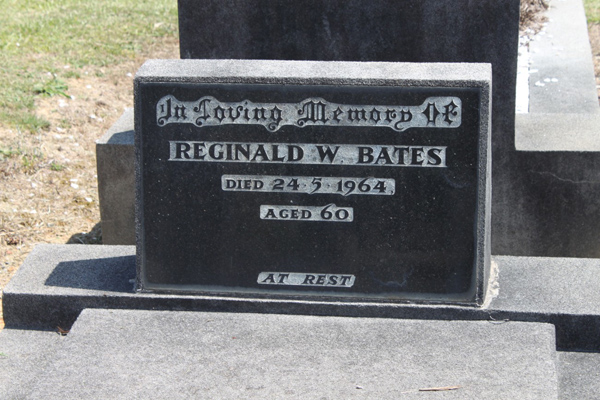 In Loving Memory Of
REGINALD W. BATES
DIED 24·5·1964.
AGED 60
AT REST